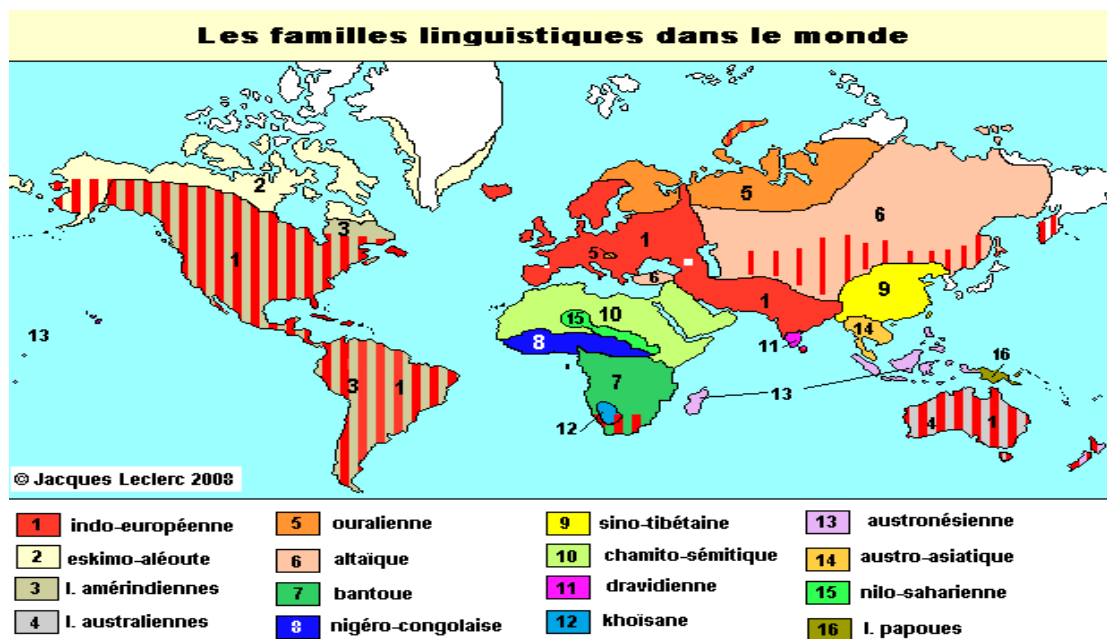 Les familles linguistiques dans le monde
2
3
1
3
1
13
5
1
5
6
6
1
9
10
15
8
7
12
11
14
13
16
4
1
© Jacques Leclerc 2008
1 indo-européenne
2 eskimo-aléoute
3 l. amérindiennes
4 l. australiennes
5 ouralienne
6 altaïque
7 bantoue
8 nigéro-congolaise
9 sino-tibétaine
10 chamito-sémitique
11 dravidienne
12 khoïsane
13 austronésienne
14 austro-asiatique
15 nilo-saharienne
16 l. papoues